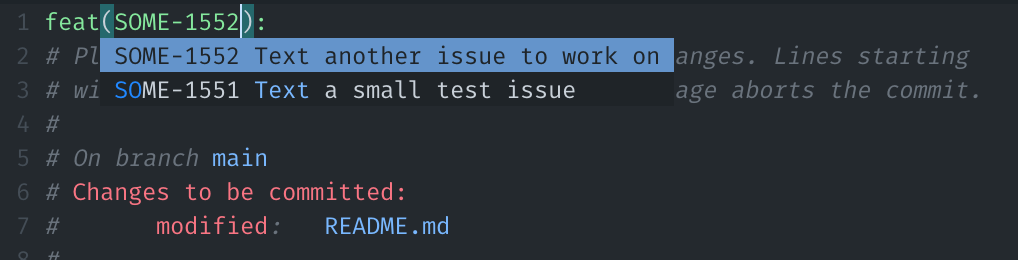 1 feat(SOME-1552):
2 # Pl SOME-1552 Text another issue to work on anges. Lines starting
3 # wi SOME-1551 Text a small test issue age aborts the commit.
4 #
5 # On branch main
6 # Changes to be committed:
7 #       modified:   README.md
8 #